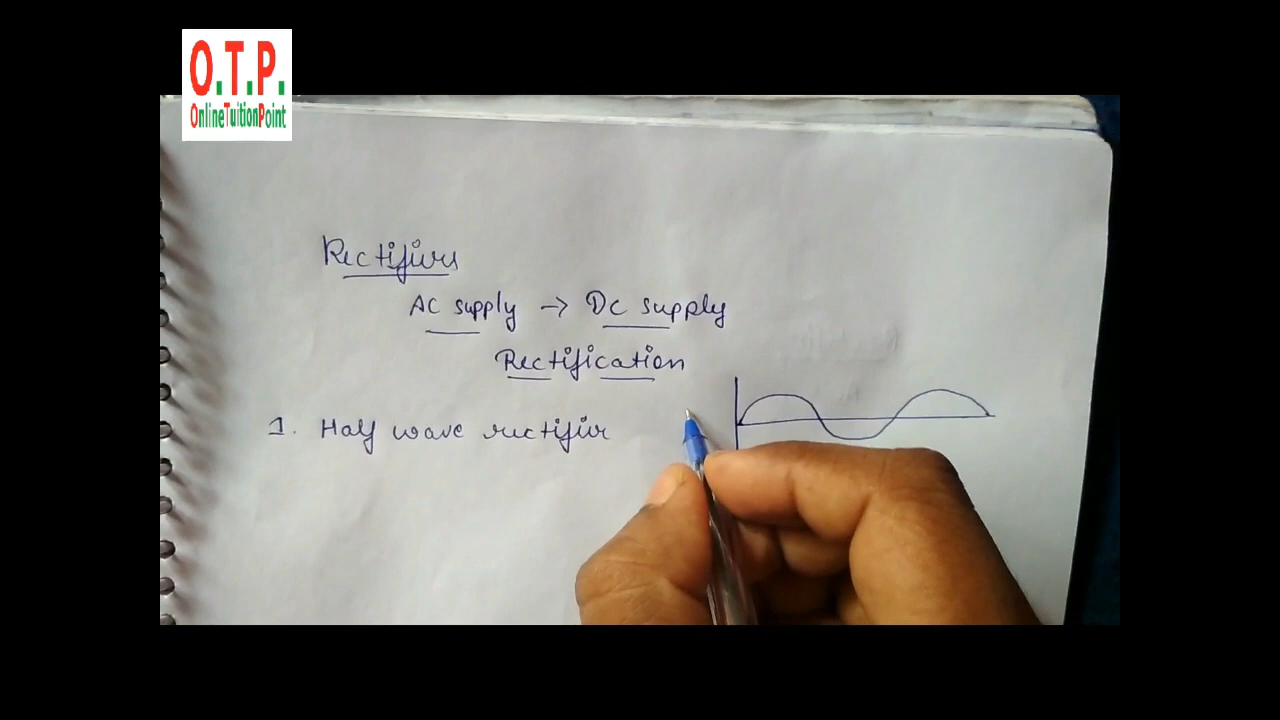 O.T.P.
OnlineTuitionPoint
Rectifiers
AC supply → DC supply
Rectification
1. Half wave rectifier